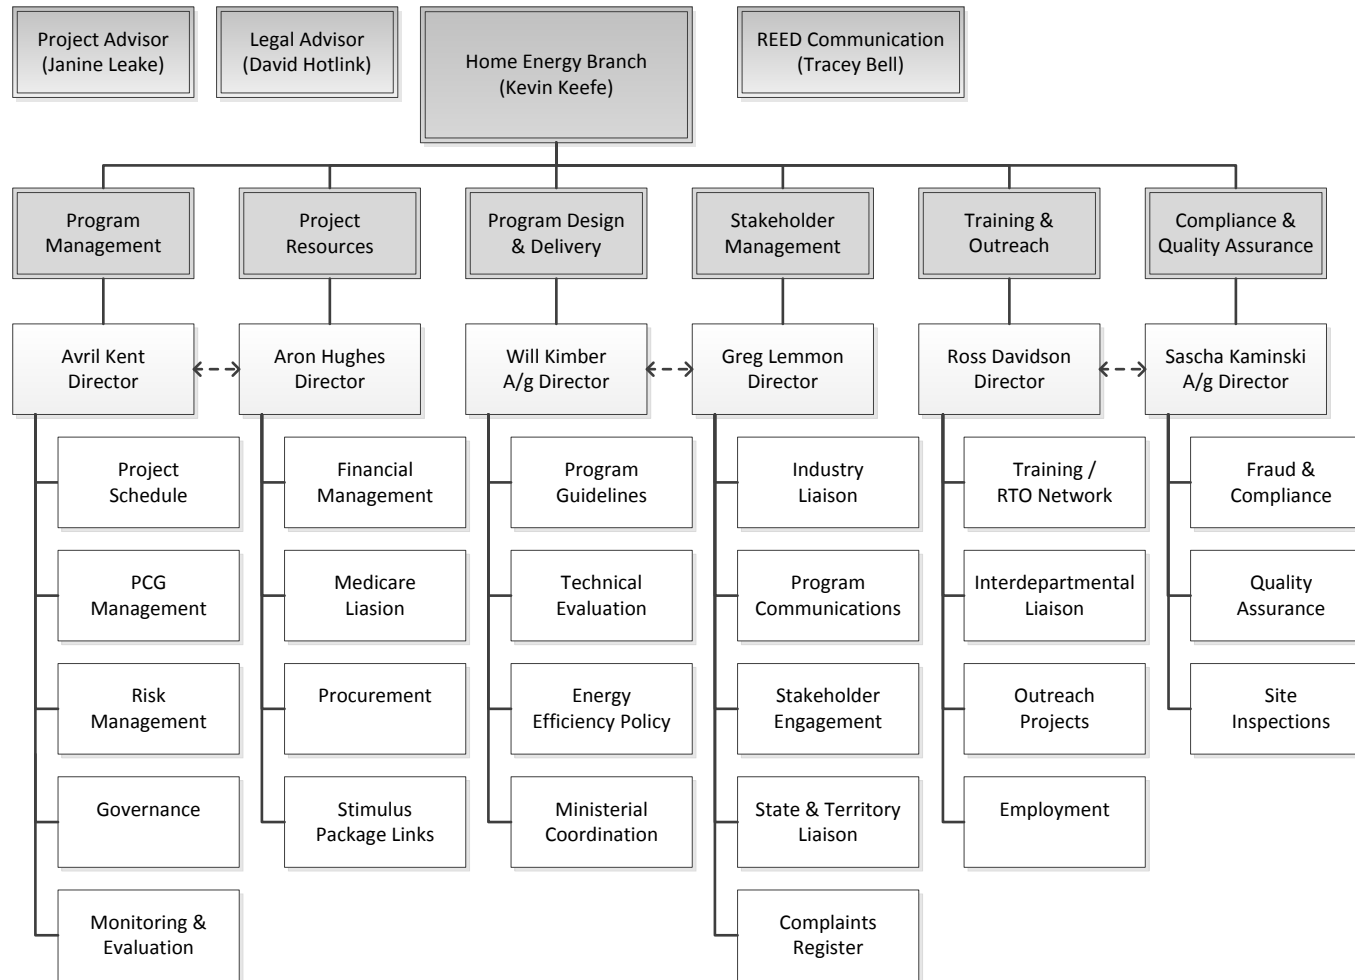 Project Advisor
(Janine Leake)
Legal Advisor
(David Hotlink)
Home Energy Branch
(Kevin Keefe)
REED Communication
(Tracey Bell)
Program
Management
Project
Resources
Program Design
& Delivery
Stakeholder
Management
Training &
Outreach
Compliance &
Quality Assurance
Avril Kent
Director
Aron Hughes
Director
Will Kimber
A/g Director
Greg Lemmon
Director
Ross Davidson
Director
Sascha Kaminski
A/g Director
Project
Schedule
Financial
Management
Program
Guidelines
Industry
Liaison
Training /
RTO Network
Fraud &
Compliance
PCG
Management
Medicare
Liasion
Technical
Evaluation
Program
Communications
Interdepartmental
Liaison
Quality
Assurance
Risk
Management
Procurement
Energy
Efficiency Policy
Stakeholder
Engagement
Outreach
Projects
Site
Inspections
Governance
Stimulus
Package Links
Ministerial
Coordination
State & Territory
Liaison
Employment
Monitoring &
Evaluation
Complaints
Register